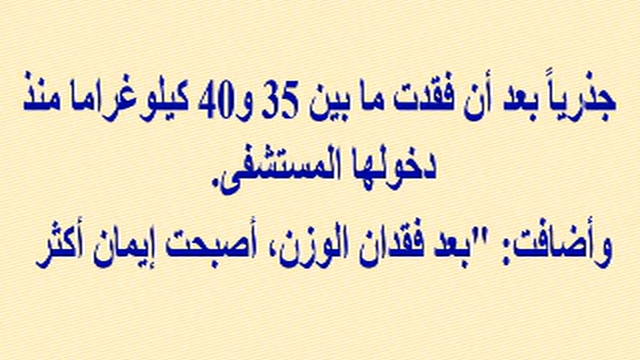 جذرياً بعد أن فقدت ما بين 35 و40 كيلوغراما منذ
دخولها المستشفى.
وأضافت: "بعد فقدان الوزن، أصبحت إيمان أكثر